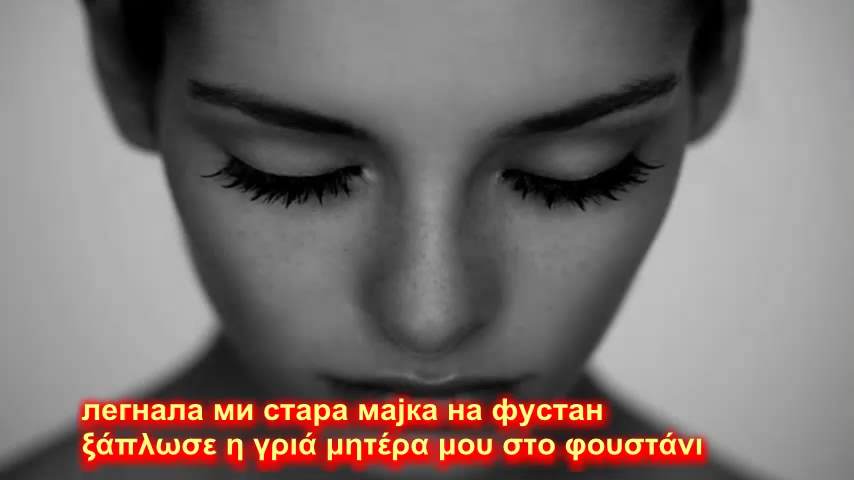 легнала ми стара мајка на фустан
ξάπλωσε η γριά μητέρα μου στο φουστάνι